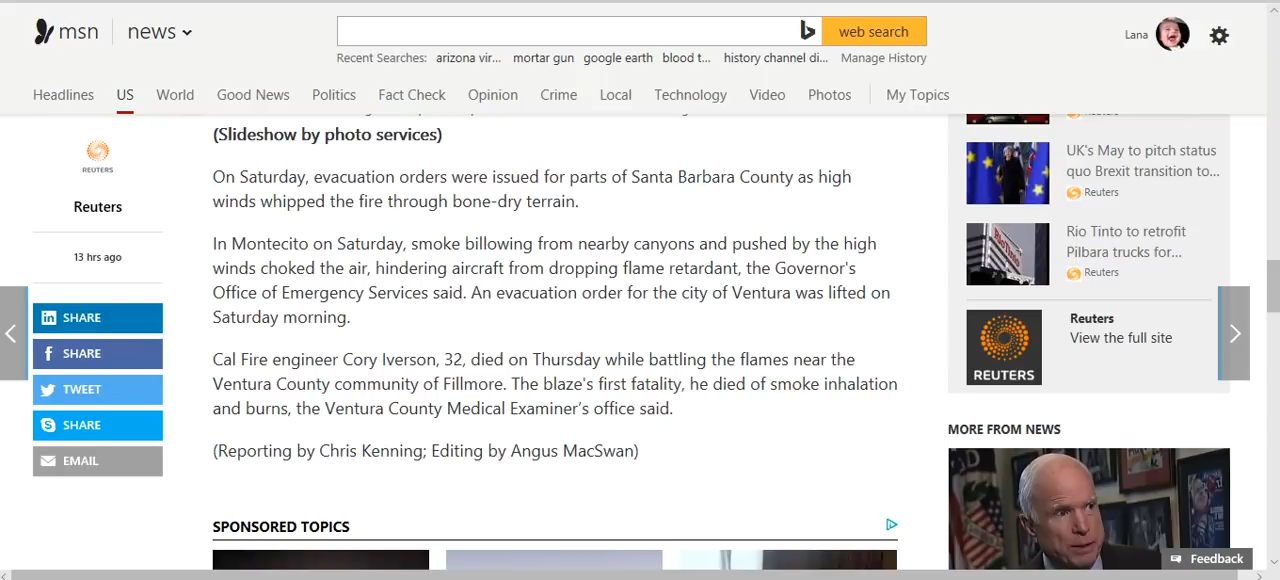 msn
news
web search
Lana
Recent Searches: arizona vir... mortar gun google earth blood t... history channel di... Manage History
Headlines US World Good News Politics Fact Check Opinion Crime Local Technology Video Photos My Topics
REUTERS
Reuters
13 hrs ago
SHARE
SHARE
TWEET
SHARE
EMAIL
(Slideshow by photo services)
On Saturday, evacuation orders were issued for parts of Santa Barbara County as high
winds whipped the fire through bone-dry terrain.
In Montecito on Saturday, smoke billowing from nearby canyons and pushed by the high
winds choked the air, hindering aircraft from dropping flame retardant, the Governor's
Office of Emergency Services said. An evacuation order for the city of Ventura was lifted on
Saturday morning.
Cal Fire engineer Cory Iverson, 32, died on Thursday while battling the flames near the
Ventura County community of Fillmore. The blaze's first fatality, he died of smoke inhalation
and burns, the Ventura County Medical Examiner’s office said.
(Reporting by Chris Kenning; Editing by Angus MacSwan)
SPONSORED TOPICS
UK's May to pitch status
quo Brexit transition to...
Reuters
Rio Tinto to retrofit
Pilbara trucks for...
Reuters
Reuters
View the full site
REUTERS
MORE FROM NEWS
Feedback